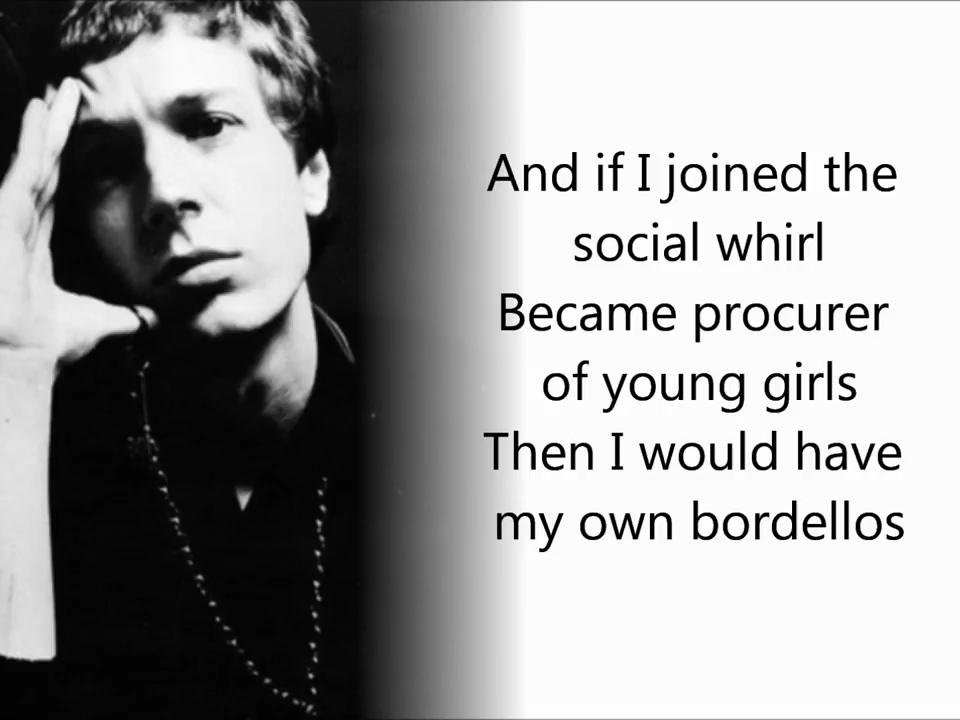 And if I joined the
social whirl
Became procurer
of young girls
Then I would have
my own bordellos